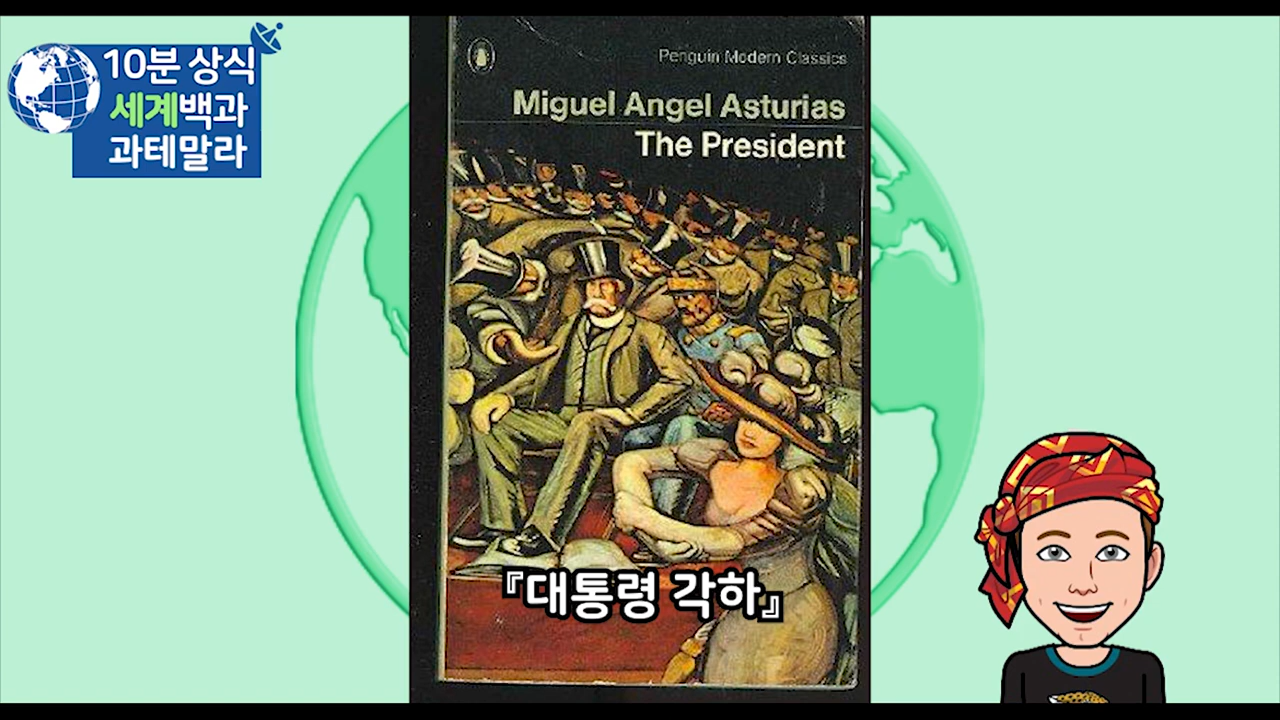 10분 상식
세계백과
과테말라
Penguin Modern Classics
Miguel Angel Asturias
The President
『대통령 각하』